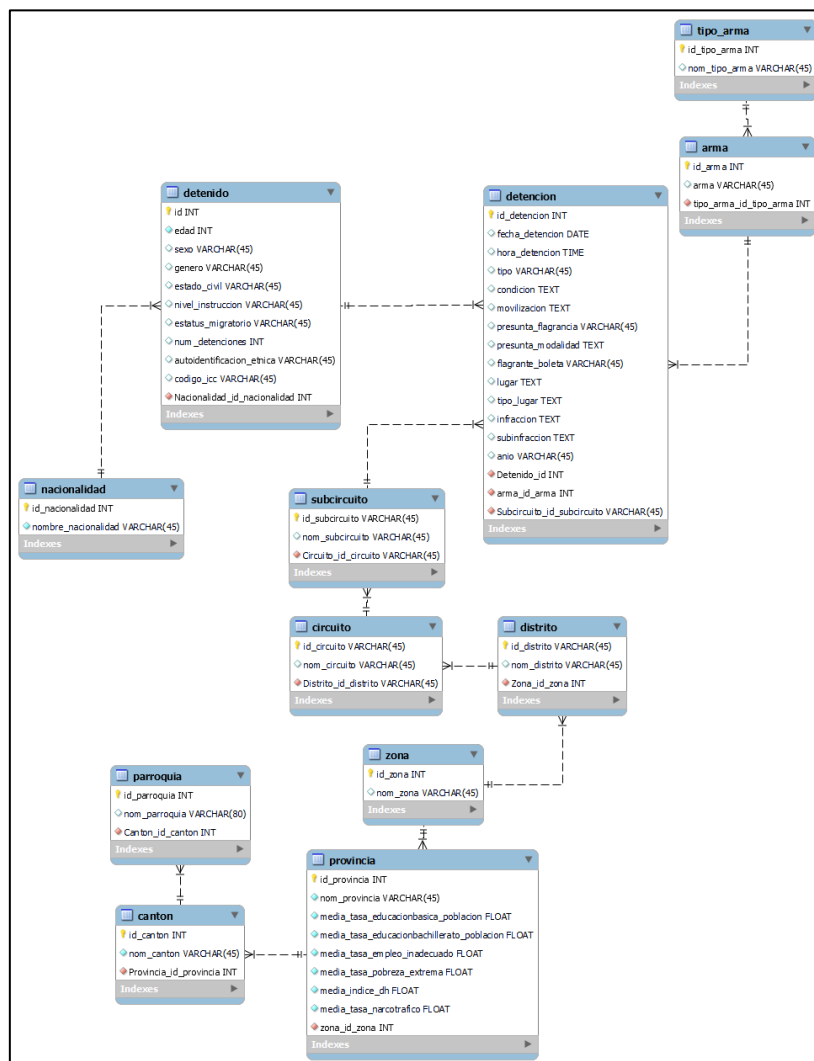 tipo_arma
id_tipo_arma INT
nom_tipo_arma VARCHAR(45)
Indexes
arma
id_arma INT
arma VARCHAR(45)
tipo_arma_id_tipo_arma INT
Indexes
detenido
id INT
edad INT
sexo VARCHAR(45)
genero VARCHAR(45)
estado_civil VARCHAR(45)
nivel_instruccion VARCHAR(45)
estatus_migratorio VARCHAR(45)
num_detenciones INT
autoidentificacion_etnica VARCHAR(45)
codigo_icc VARCHAR(45)
Nacionalidad_id_nacionalidad INT
Indexes
detencion
id_detencion INT
fecha_detencion DATE
hora_detencion TIME
tipo VARCHAR(45)
condicion TEXT
movilizacion TEXT
presunta_flagrancia VARCHAR(45)
presunta_modalidad TEXT
flagrante_boleta VARCHAR(45)
lugar TEXT
tipo_lugar TEXT
infraccion TEXT
subinfraccion TEXT
anio VARCHAR(45)
Detenido_id INT
arma_id_arma INT
Subcircuito_id_subcircuito VARCHAR(45)
Indexes
nacionalidad
id_nacionalidad INT
nombre_nacionalidad VARCHAR(45)
Indexes
subcircuito
id_subcircuito VARCHAR(45)
nom_subcircuito VARCHAR(45)
Circuito_id_circuito VARCHAR(45)
Indexes
circuito
id_circuito VARCHAR(45)
nom_circuito VARCHAR(45)
Distrito_id_distrito VARCHAR(45)
Indexes
distrito
id_distrito VARCHAR(45)
nom_distrito VARCHAR(45)
Zona_id_zona INT
Indexes
zona
id_zona INT
nom_zona VARCHAR(45)
Indexes
parroquia
id_parroquia INT
nom_parroquia VARCHAR(80)
Canton_id_canton INT
Indexes
provincia
id_provincia INT
nom_provincia VARCHAR(45)
media_tasa_educacionbasica_poblacion FLOAT
media_tasa_educacionbachillerato_poblacion FLOAT
media_tasa_empleo_inadecuado FLOAT
media_tasa_pobreza_extrema FLOAT
media_indice_dh FLOAT
media_tasa_narcotrafico FLOAT
zona_id_zona INT
Indexes
canton
id_canton INT
nom_canton VARCHAR(45)
Provincia_id_provincia INT
Indexes